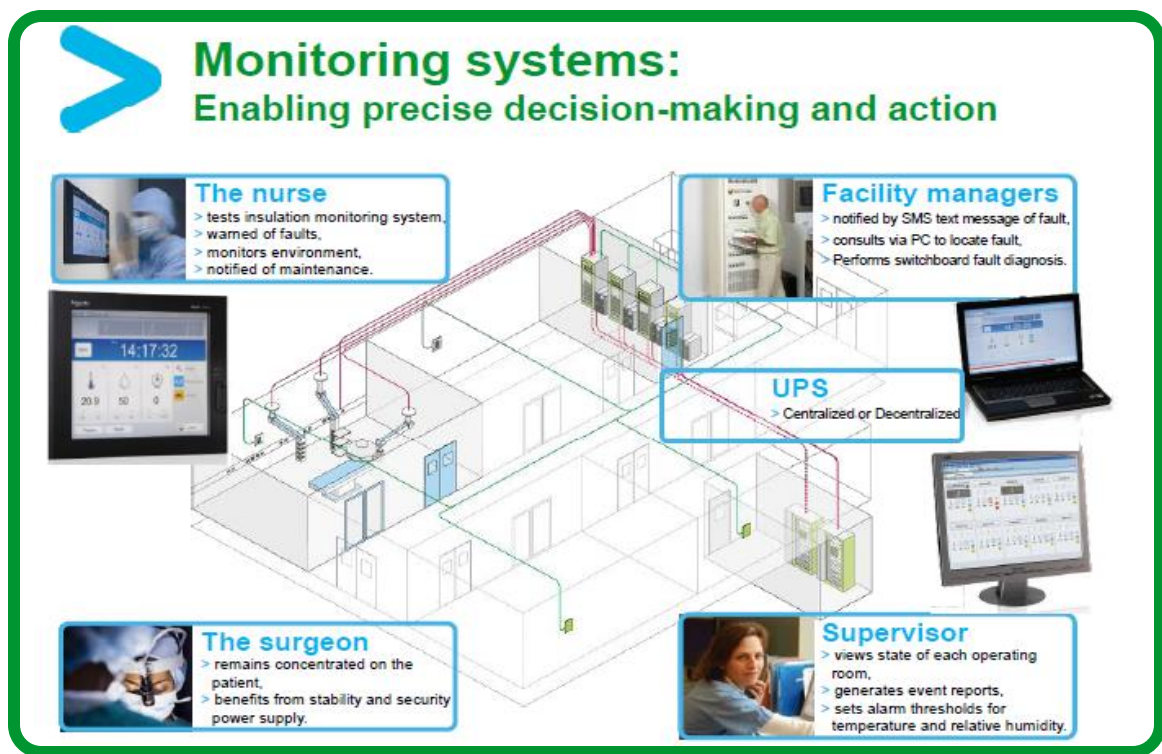 Monitoring systems:
Enabling precise decision-making and action
The nurse
> tests insulation monitoring system,
> warned of faults,
> monitors environment,
> notified of maintenance.
Facility managers
> notified by SMS text message of fault,
> consults via PC to locate fault,
> Performs switchboard fault diagnosis.
14:17:32
20.9 50 0
UPS
> Centralized or Decentralized
The surgeon
> remains concentrated on the
patient,
> benefits from stability and security
power supply.
Supervisor
> views state of each operating
room,
> generates event reports,
> sets alarm thresholds for
temperature and relative humidity.